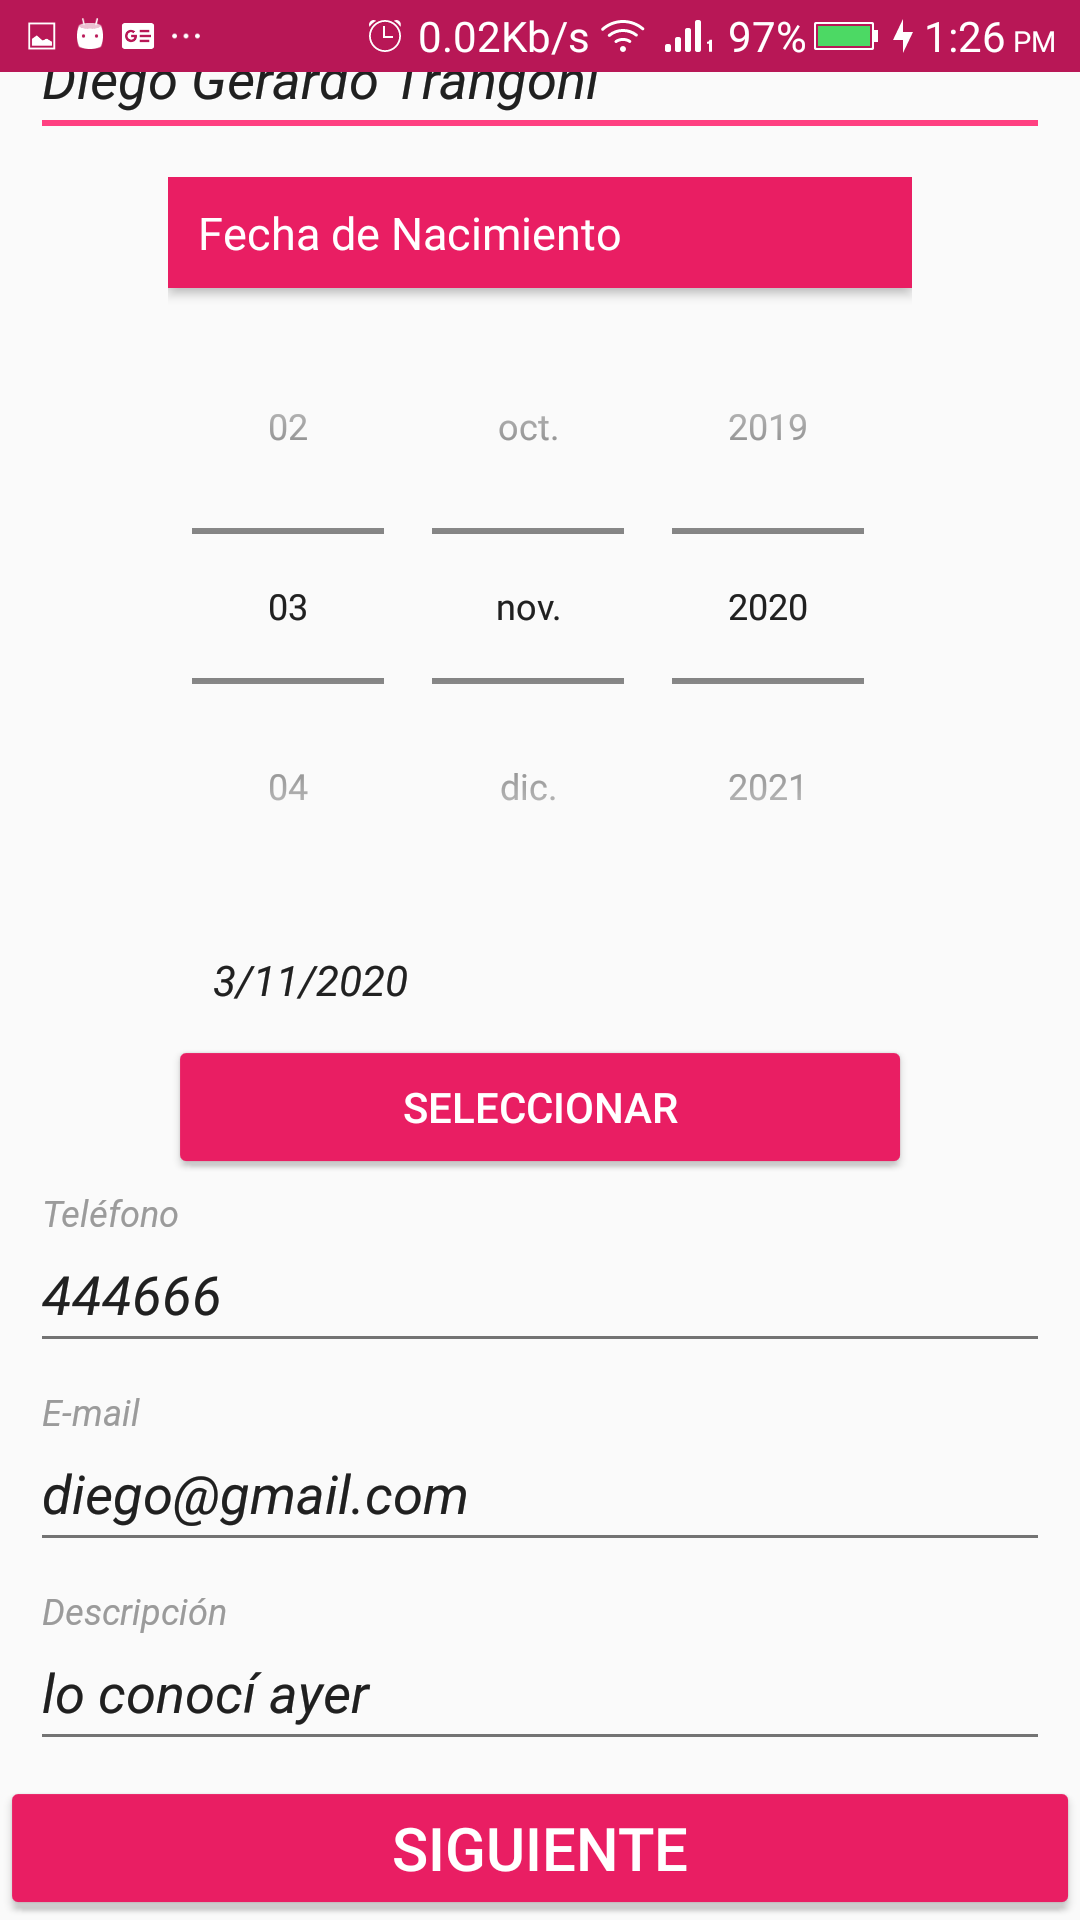 0.02Kb/s 1 97% 1:26 PM
Diego Gerardo Trangoni
Fecha de Nacimiento
02 oct. 2019
03 nov. 2020
04 dic. 2021
3/11/2020
SELECCIONAR
Teléfono
444666
E-mail
diego@gmail.com
Descripción
lo conocí ayer
SIGUIENTE